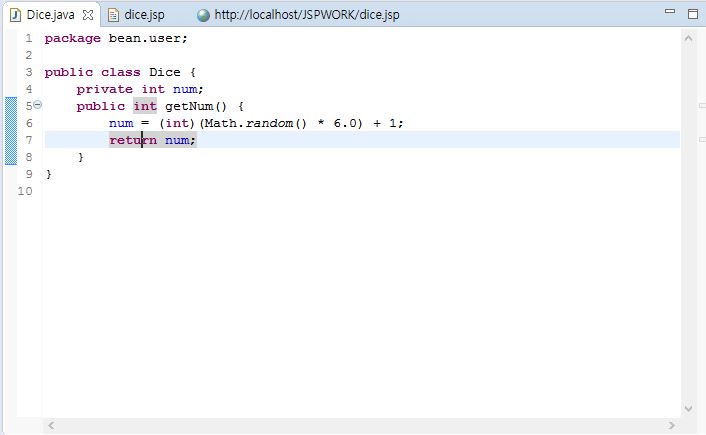 Dice.java dice.jsp http://localhost/JSPWORK/dice.jsp
1 package bean.user;
2
3 public class Dice {
4 private int num;
5 public int getNum() {
6 num = (int)(Math.random() * 6.0) + 1;
7 return num;
8 }
9 }
10